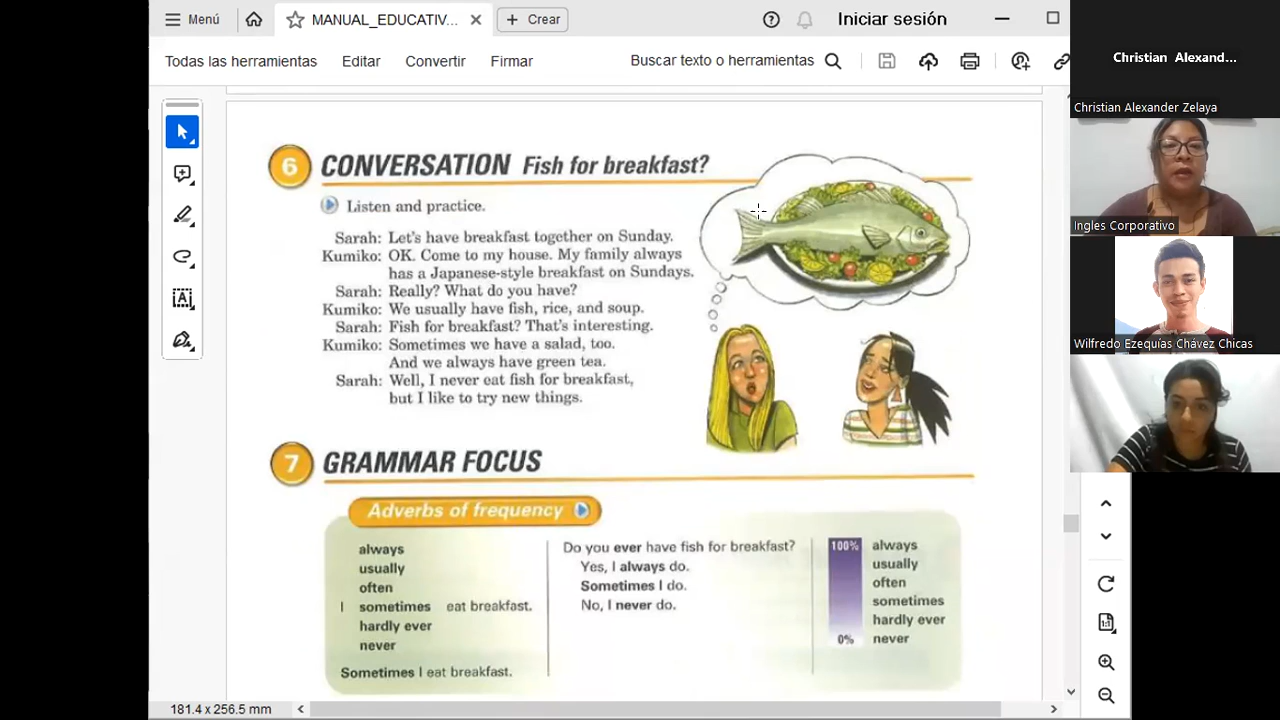 Menú
MANUAL_EDUCATIV...
Crear
Iniciar sesión
Todas las herramientas
Editar
Convertir
Firmar
Buscar texto o herramientas
6 CONVERSATION Fish for breakfast?
Listen and practice.
Sarah: Let's have breakfast together on Sunday.
Kumiko: OK. Come to my house. My family always
has a Japanese-style breakfast on Sundays.
Sarah: Really? What do you have?
Kumiko: We usually have fish, rice, and soup.
Sarah: Fish for breakfast? That's interesting.
Kumiko: Sometimes we have a salad, too.
And we always have green tea.
Sarah: Well, I never eat fish for breakfast,
but I like to try new things.
7 GRAMMAR FOCUS
Adverbs of frequency
always
usually
often
I sometimes eat breakfast.
hardly ever
never
Sometimes I eat breakfast.
Do you ever have fish for breakfast?
Yes, I always do.
Sometimes I do.
No, I never do.
100% always
usually
often
sometimes
hardly ever
0% never
181.4 x 256.5 mm
Christian Alexand...
Christian Alexander Zelaya
Ingles Corporativo
Wilfredo Ezequías Chávez Chicas